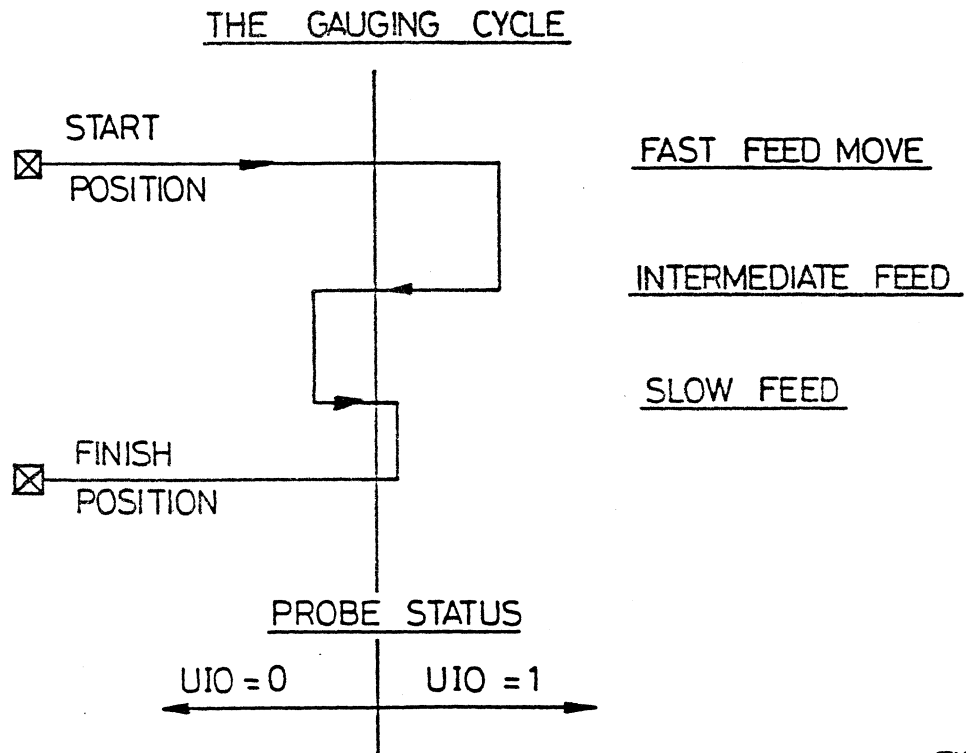 THE GAUGING CYCLE
START
POSITION
FAST FEED MOVE
INTERMEDIATE FEED
SLOW FEED
FINISH
POSITION
PROBE STATUS
UIO = 0
UIO = 1